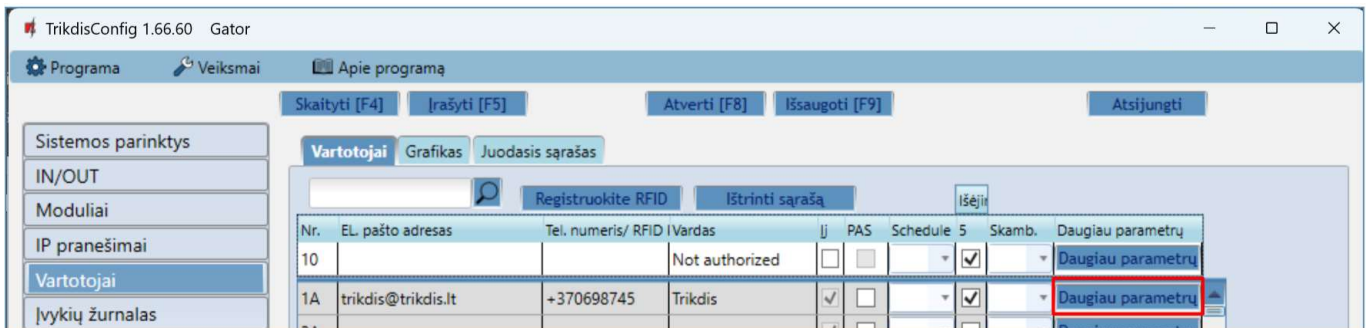 TrikdisConfig 1.66.60 Gator
Programa Veiksmai Apie programą
Skaityti [F4] Įrašyti [F5] Atverti [F8] Išsaugoti [F9] Atsijungti
Sistemos parinktys
IN/OUT
Moduliai
IP pranešimai
Vartotojai
Įvykių žurnalas
Vartotojai Grafikas Juodasis sąrašas
Registruokite RFID Ištrinti sąrašą Išėjir
Nr. EL. pašto adresas Tel. numeris/ RFID I Vardas Įj PAS Schedule 5 Skamb. Daugiau parametrų
10 Not authorized Daugiau parametrų
1A trikdis@trikdis.lt +370698745 Trikdis Daugiau parametrų